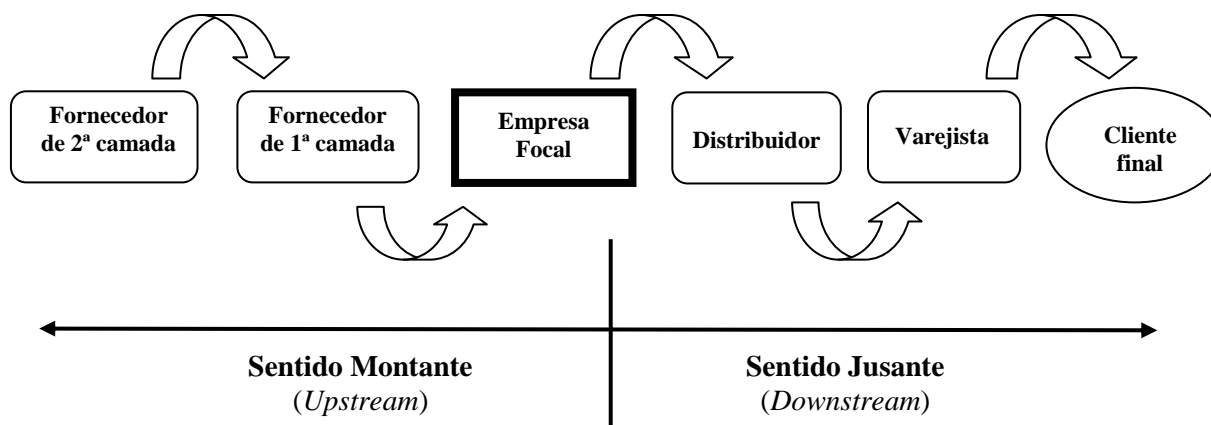 Fornecedor
de 2ª camada
Fornecedor
de 1ª camada
Empresa
Focal
Distribuidor
Varejista
Cliente
final
Sentido Montante
(Upstream)
Sentido Jusante
(Downstream)